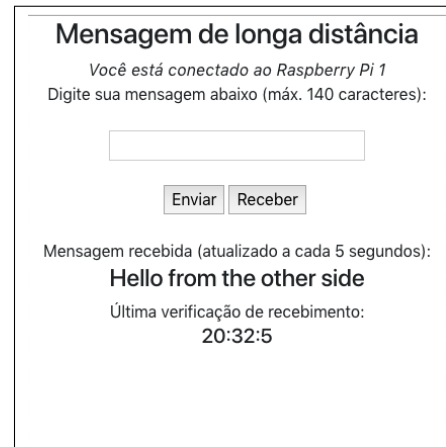 Mensagem de longa distância
Você está conectado ao Raspberry Pi 1
Digite sua mensagem abaixo (máx. 140 caracteres):
Enviar Receber
Mensagem recebida (atualizado a cada 5 segundos):
Hello from the other side
Última verificação de recebimento:
20:32:5